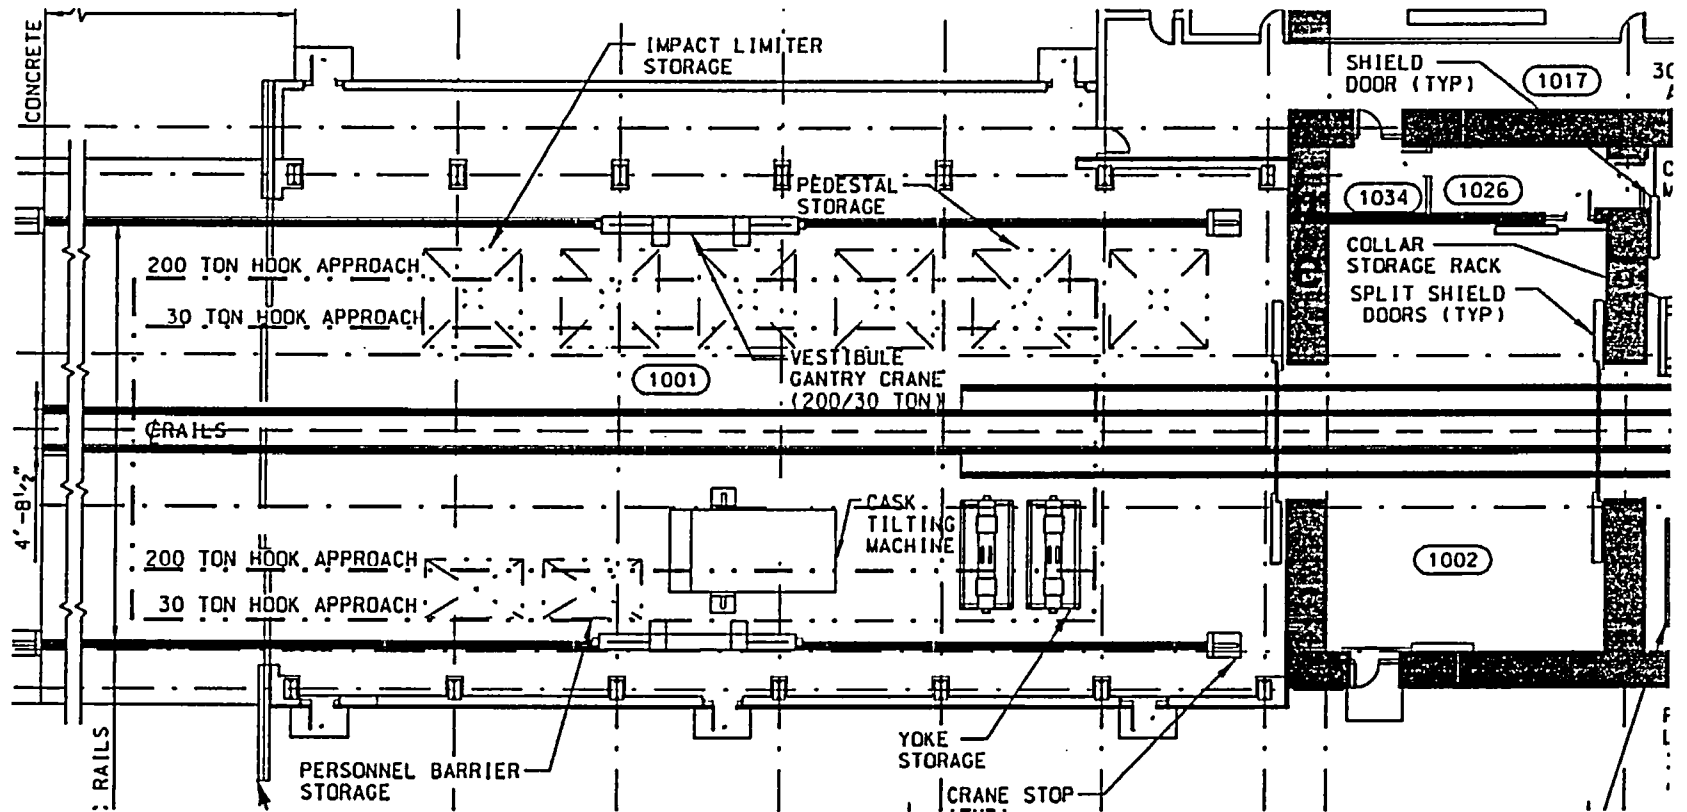 CONCRETE
IMPACT LIMITER
STORAGE
SHIELD
DOOR (TYP)
1017
30
A
PEDESTAL
STORAGE
1034
1026
C
M
COLLAR
STORAGE RACK
SPLIT SHIELD
DOORS (TYP)
200 TON HOOK APPROACH
30 TON HOOK APPROACH
1001
VESTIBULE
GANTRY CRANE
(200/30 TON)
RAILS
4'-8½"
CASK
TILTING
MACHINE
1002
200 TON HOOK APPROACH
30 TON HOOK APPROACH
YOKE
STORAGE
PERSONNEL BARRIER
STORAGE
CRANE STOP
RAILS